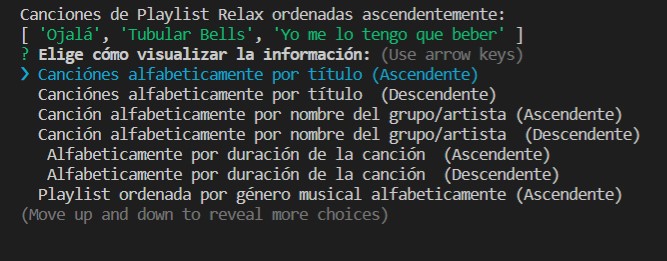 Canciones de Playlist Relax ordenadas ascendentemente:
[ 'Ojalá', 'Tubular Bells', 'Yo me lo tengo que beber' ]
? Elige cómo visualizar la información: (Use arrow keys)
❯ Canciónes alfabeticamente por título (Ascendente)
Canciónes alfabeticamente por título  (Descendente)
Canción alfabeticamente por nombre del grupo/artista (Ascendente)
Canción alfabeticamente por nombre del grupo/artista  (Descendente)
Alfabeticamente por duración de la canción  (Ascendente)
Alfabeticamente por duración de la canción  (Descendente)
Playlist ordenada por género musical alfabeticamente (Ascendente)
(Move up and down to reveal more choices)